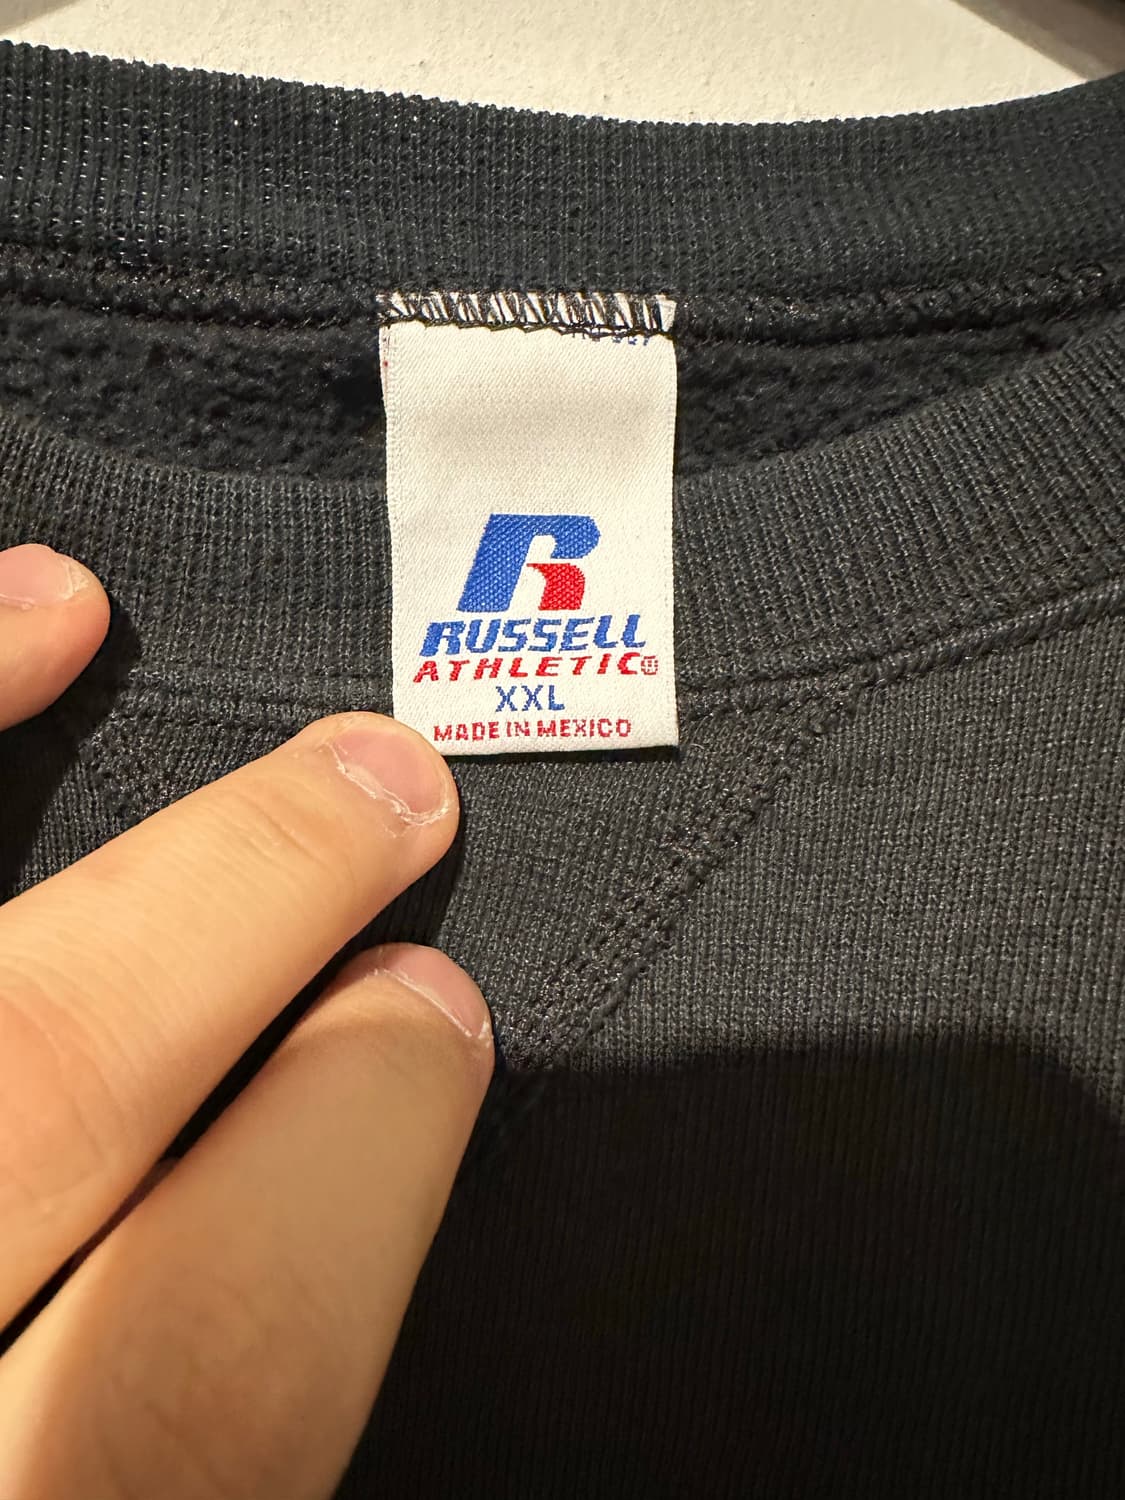 RUSSELL
ATHLETIC®
XXL
MADE IN MEXICO